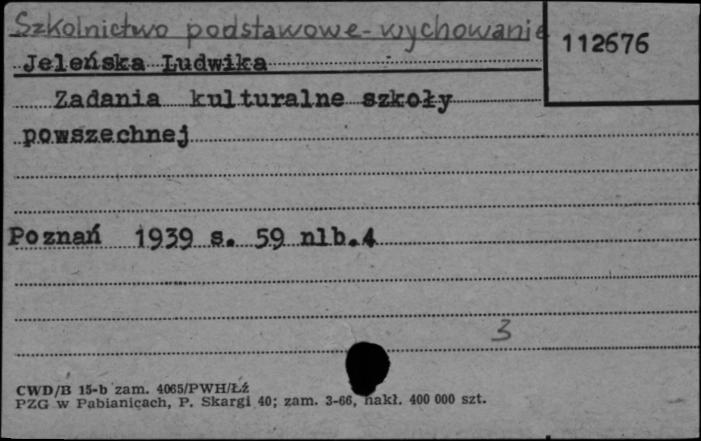 Szkolnictwo podstawowe - wychowanie
112676
Jeleńska Ludwika
Zadania kulturalne szkoły
powszechnej
Poznań 1939 s. 59 nlb.4
3
CWD/B 15-b zam. 4065/PWH/Łź
PZG w Pabianicach, P. Skargi 40; zam. 3-66, nakł. 400 000 szt.